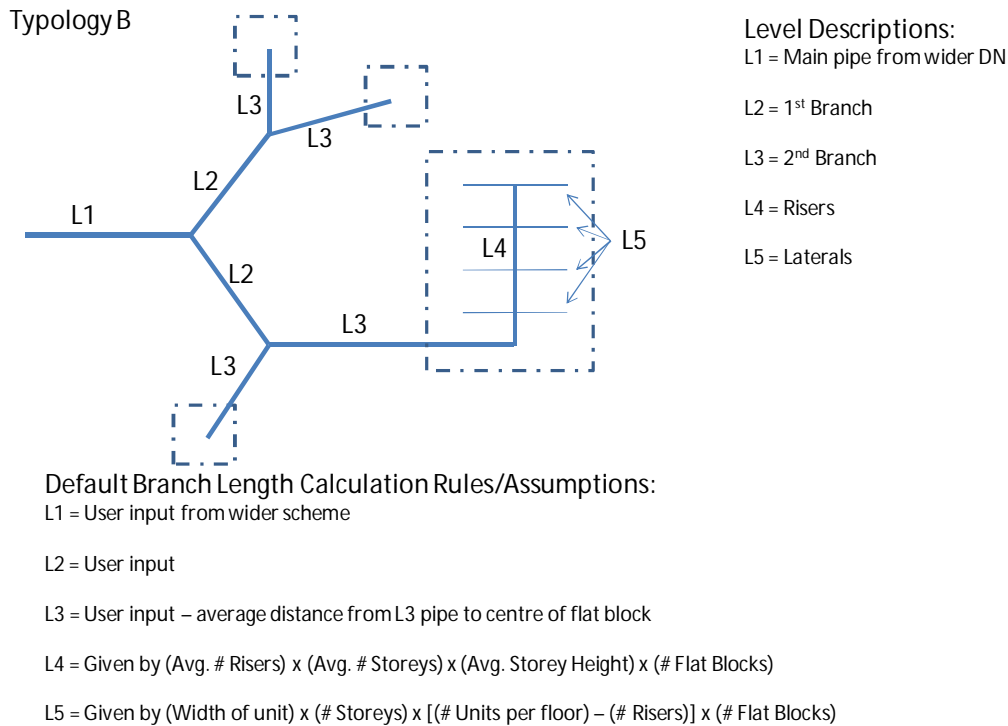 Typology B
Level Descriptions:
L1 = Main pipe from wider DN
L2 = 1st Branch
L3 = 2nd Branch
L4 = Risers
L5 = Laterals
L3
L3
L2
L1
L4
L5
L2
L3
L3
Default Branch Length Calculation Rules/Assumptions:
L1 = User input from wider scheme
L2 = User input
L3 = User input – average distance from L3 pipe to centre of flat block
L4 = Given by (Avg. # Risers) x (Avg. # Storeys) x (Avg. Storey Height) x (# Flat Blocks)
L5 = Given by (Width of unit) x (# Storeys) x [(# Units per floor) – (# Risers)] x (# Flat Blocks)